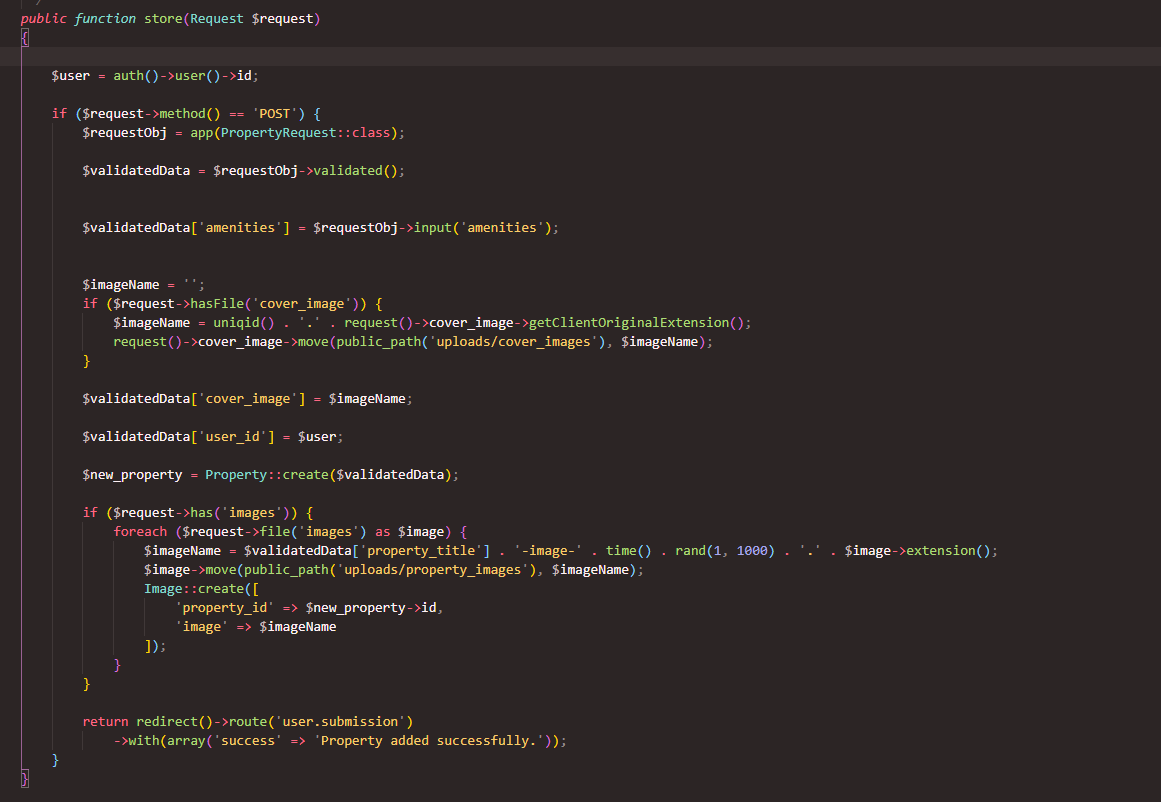 public function store(Request $request)
{
$user = auth()->user()->id;
if ($request->method() == 'POST') {
$requestObj = app(PropertyRequest::class);
$validatedData = $requestObj->validated();
$validatedData['amenities'] = $requestObj->input('amenities');
$imageName = '';
if ($request->hasFile('cover_image')) {
$imageName = uniqid() . '.' . request()->cover_image->getClientOriginalExtension();
request()->cover_image->move(public_path('uploads/cover_images'), $imageName);
}
$validatedData['cover_image'] = $imageName;
$validatedData['user_id'] = $user;
$new_property = Property::create($validatedData);
if ($request->has('images')) {
foreach ($request->file('images') as $image) {
$imageName = $validatedData['property_title'] . '-image-' . time() . rand(1, 1000) . '.' . $image->extension();
$image->move(public_path('uploads/property_images'), $imageName);
Image::create([
'property_id' => $new_property->id,
'image' => $imageName
]);
}
}
return redirect()->route('user.submission')
->with(array('success' => 'Property added successfully.'));
}
}